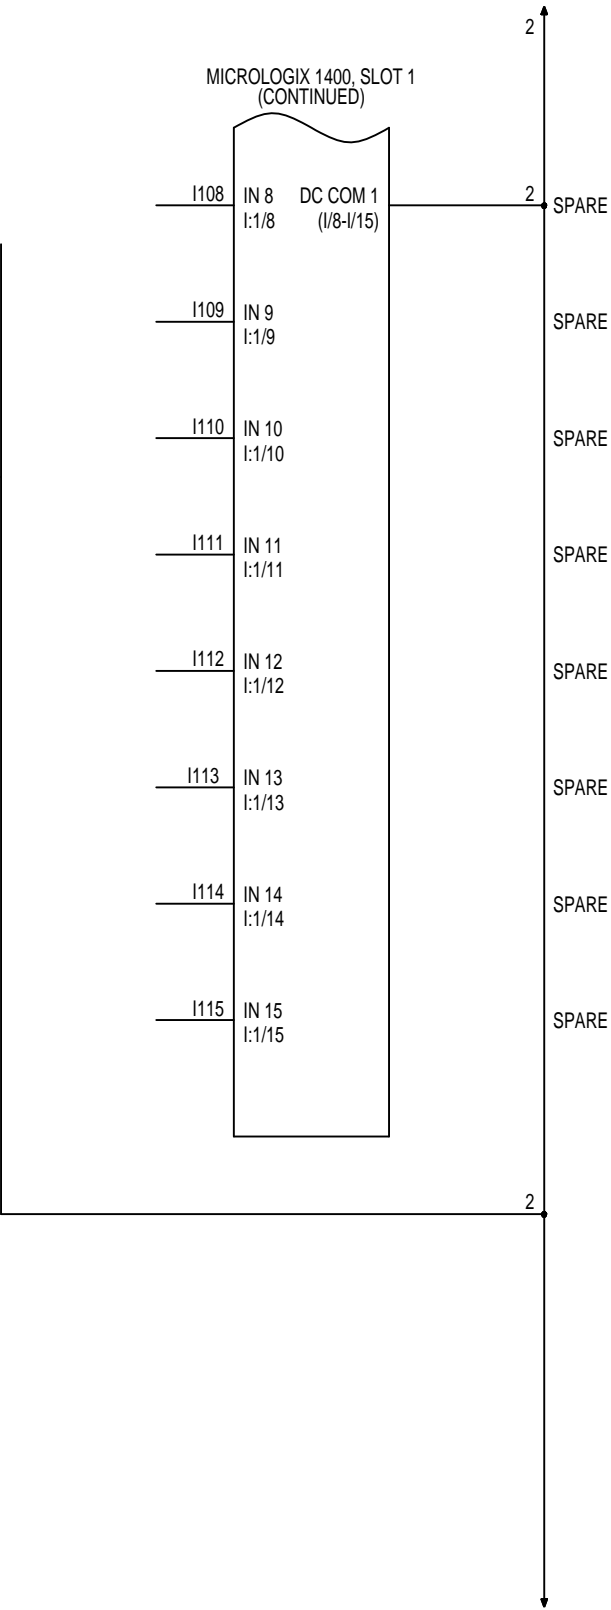 2
MICROLOGIX 1400, SLOT 1
(CONTINUED)
I108 IN 8 DC COM 1 2 SPARE
I:1/8 (I/8-I/15)
I109 IN 9 SPARE
I:1/9
I110 IN 10 SPARE
I:1/10
I111 IN 11 SPARE
I:1/11
I112 IN 12 SPARE
I:1/12
I113 IN 13 SPARE
I:1/13
I114 IN 14 SPARE
I:1/14
I115 IN 15 SPARE
I:1/15
2